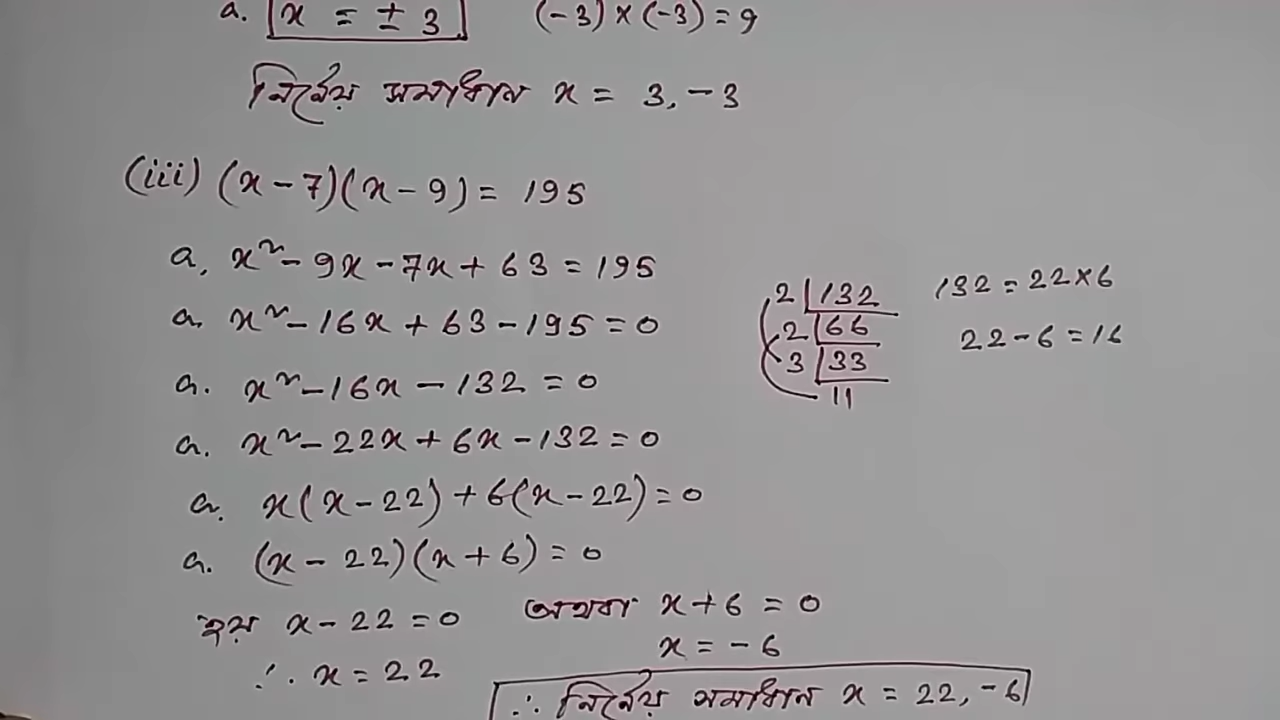 a. x = ± 3 (-3) × (-3) = 9
নির্নেয় সমাধান x = 3, -3
(iii) (x - 7)(x - 9) = 195
a, x² - 9x - 7x + 63 = 195
a. x² - 16x + 63 - 195 = 0
a. x² - 16x - 132 = 0
a. x² - 22x + 6x - 132 = 0
a. x(x - 22) + 6(x - 22) = 0
a. (x - 22)(x + 6) = 0
হয় x - 22 = 0 অথবা x + 6 = 0
∴ x = 22 x = -6
∴ নির্নেয় সমাধান x = 22, -6
2 | 132
2 | 66
3 | 33
11
132 = 22 × 6
22 - 6 = 16